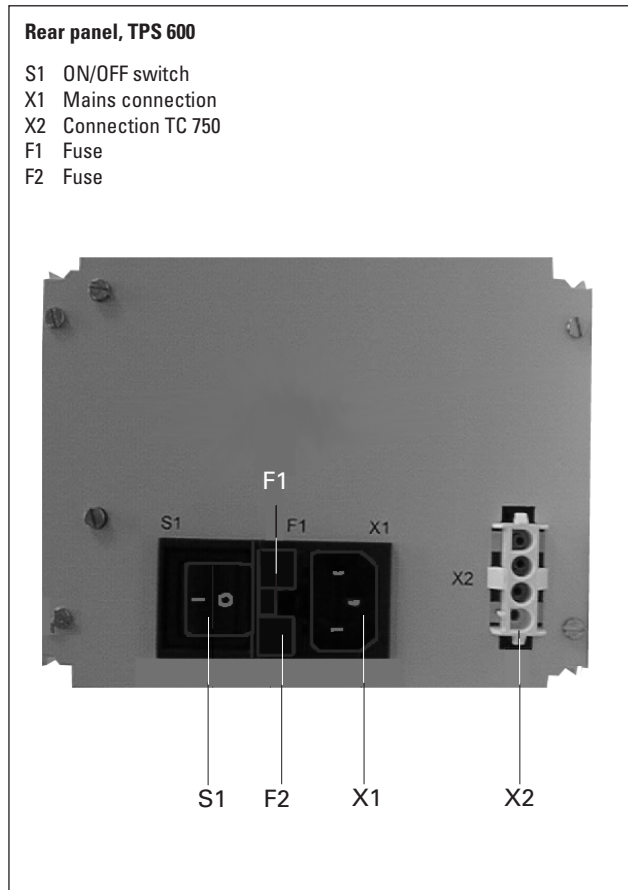 Rear panel, TPS 600
S1 ON/OFF switch
X1 Mains connection
X2 Connection TC 750
F1 Fuse
F2 Fuse
F1
S1 F1 X1
X2
S1 F2 X1 X2